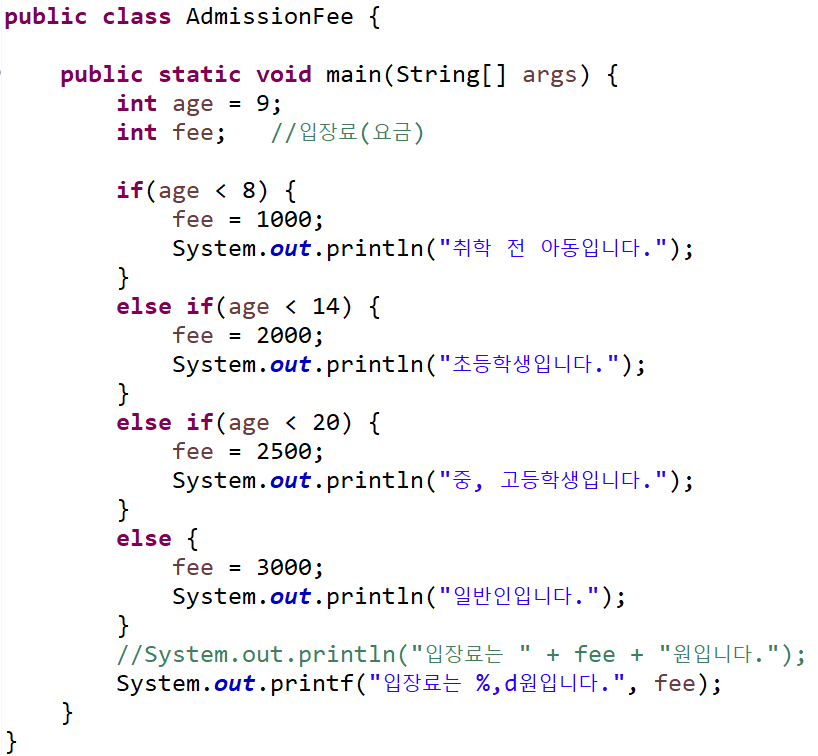 public class AdmissionFee {
public static void main(String[] args) {
int age = 9;
int fee;   //입장료(요금)
if(age < 8) {
fee = 1000;
System.out.println("취학 전 아동입니다.");
}
else if(age < 14) {
fee = 2000;
System.out.println("초등학생입니다.");
}
else if(age < 20) {
fee = 2500;
System.out.println("중, 고등학생입니다.");
}
else {
fee = 3000;
System.out.println("일반인입니다.");
}
//System.out.println("입장료는 " + fee + "원입니다.");
System.out.printf("입장료는 %,d원입니다.", fee);
}
}